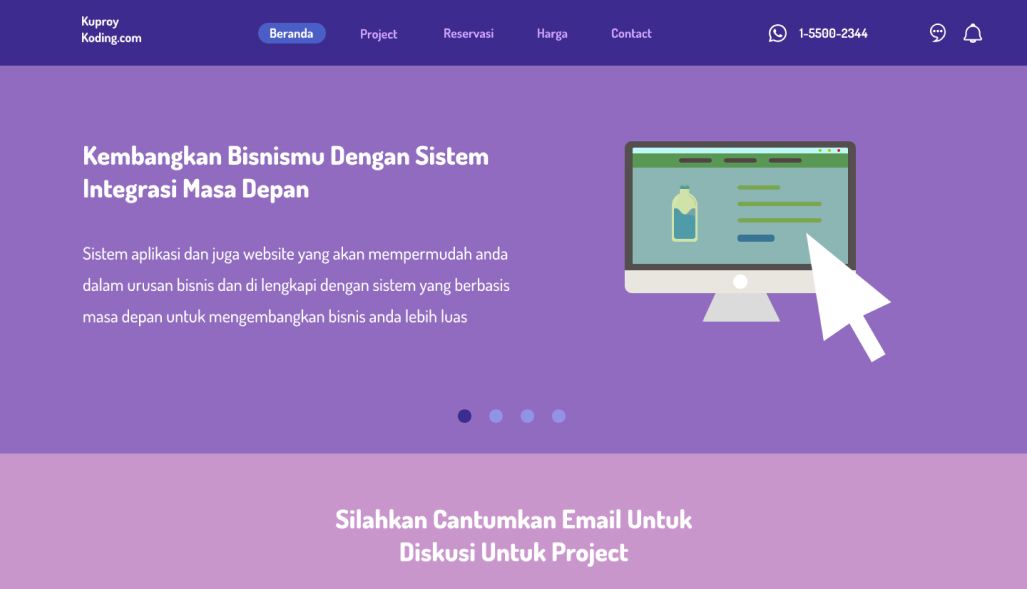 Kuproy
Koding.com
Beranda
Project
Reservasi
Harga
Contact
1-5500-2344
Kembangkan Bisnismu Dengan Sistem
Integrasi Masa Depan
Sistem aplikasi dan juga website yang akan mempermudah anda
dalam urusan bisnis dan di lengkapi dengan sistem yang berbasis
masa depan untuk mengembangkan bisnis anda lebih luas
Silahkan Cantumkan Email Untuk
Diskusi Untuk Project